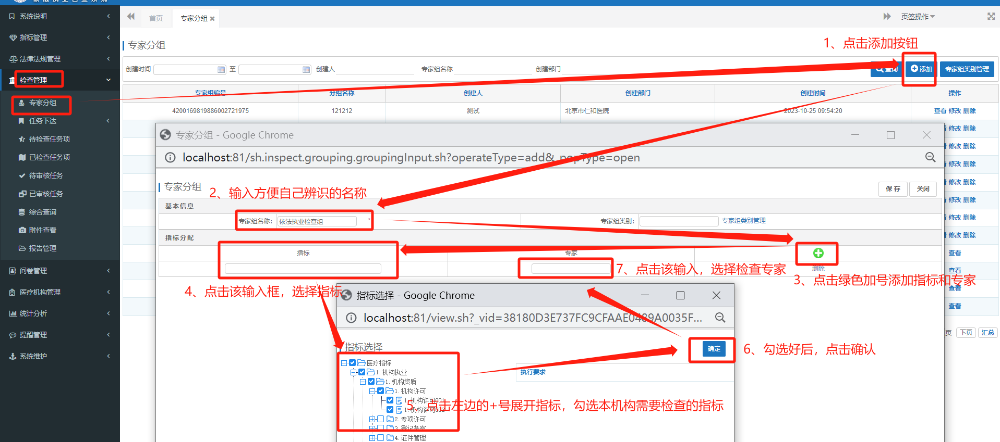 系统说明
指标管理
法律法规管理
检查管理
专家分组
任务下达
待检查任务项
已检查任务项
待审核任务
已审核任务
综合查询
附件查看
报告管理
问卷管理
医疗机构管理
统计分析
提醒管理
系统维护
首页
专家分组
页签操作
专家分组
1、点击添加按钮
创建时间
至
创建人
专家组名称
创建部门
查询
添加
专家组类别管理
专家组编号
分组名称
创建人
创建部门
创建时间
操作
4200169819886002721975
121212
测试
北京市仁和医院
2023-10-25 09:54:20
查看 修改 删除
修改 删除
修改 删除
修改 删除
修改 删除
修改 删除
修改 删除
修改 删除
查看
查看
查看
查看
页
下页
汇总
专家分组 - Google Chrome
localhost:81/sh.inspect.grouping.groupingInput.sh?operateType=add&_popType=open
专家分组
2、输入方便自己辨识的名称
保 存
关闭
基本信息
专家组名称:
依法执业检查组
*
专家组类别:
专家组类别管理
指标分配
指标
专家
删除
7、点击该输入，选择检查专家
3、点击绿色加号添加指标和专家
4、点击该输入框，选择指标
指标选择 - Google Chrome
localhost:81/view.sh?_vid=38180D3E737FC9CFAAE0489A0035F...
指标选择
确定
6、勾选好后，点击确认
执行要求
医疗指标
1. 机构执业
1. 机构资质
1. 机构许可
1. 机构许可001
1. 机构许可002
5、点击左边的+号展开指标，勾选本机构需要检查的指标
2. 专项许可
3. 登记备案
4. 证件管理